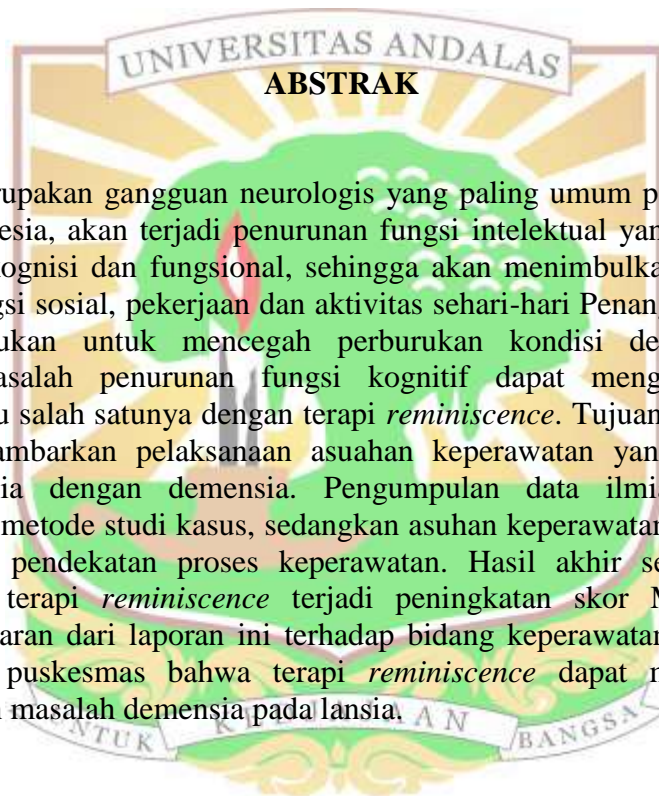 UNIVERSITAS ANDALAS
ABSTRAK
rupakan gangguan neurologis yang paling umum p
esia, akan terjadi penurunan fungsi intelektual yan
ognisi dan fungsional, sehingga akan menimbulka
gsi sosial, pekerjaan dan aktivitas sehari-hari Penang
ukan untuk mencegah perburukan kondisi de
asalah penurunan fungsi kognitif dapat meng
u salah satunya dengan terapi reminiscence. Tujuan
ambarkan pelaksanaan asuahan keperawatan yan
ia dengan demensia. Pengumpulan data ilmi
metode studi kasus, sedangkan asuhan keperawatan
pendekatan proses keperawatan. Hasil akhir se
terapi reminiscence terjadi peningkatan skor M
aran dari laporan ini terhadap bidang keperawatan
puskesmas bahwa terapi reminiscence dapat m
n masalah demensia pada lansia.
UNTUK KEDJAJAAN BANGSA